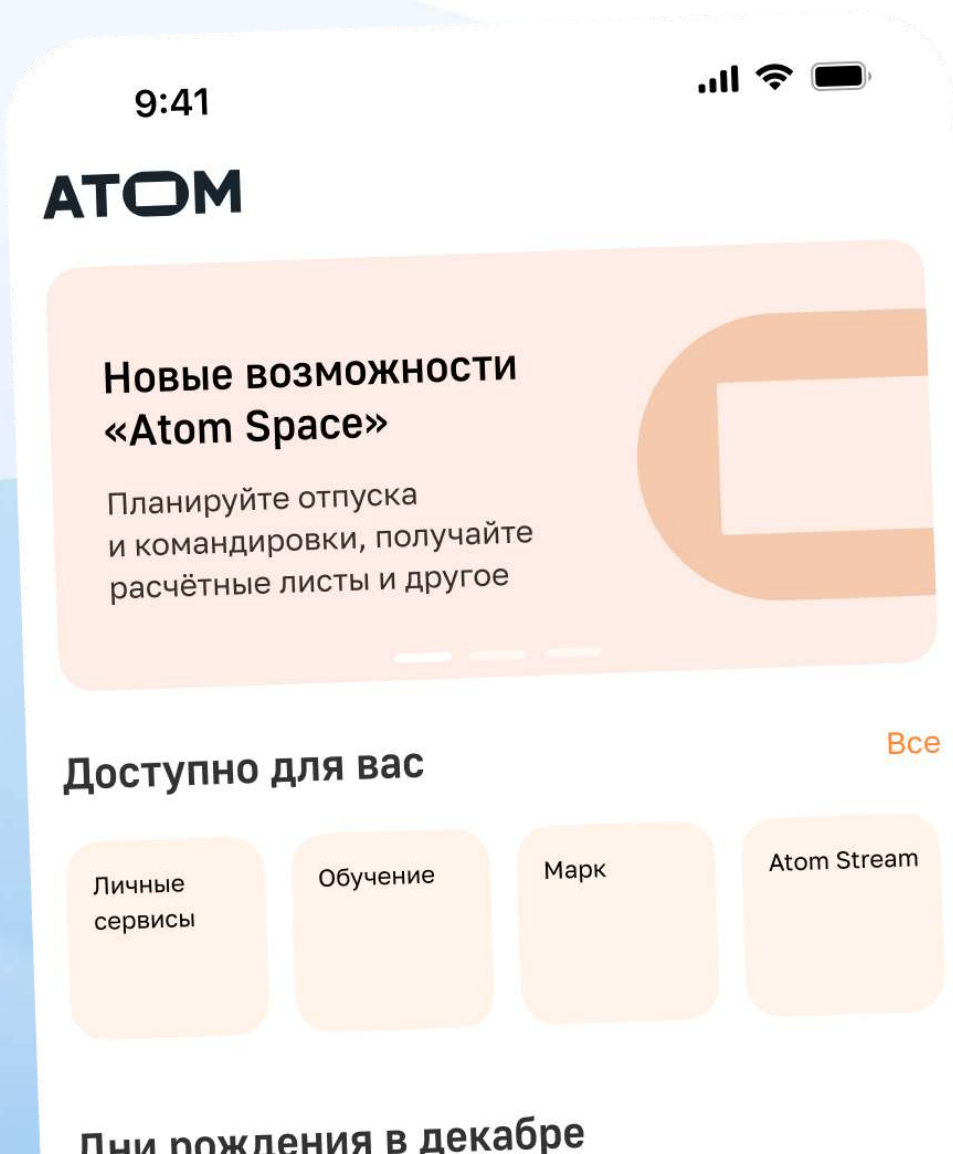 9:41
ATOM
Новые возможности
«Atom Space»
Планируйте отпуска
и командировки, получайте
расчётные листы и другое
Доступно для вас
Все
Личные
сервисы
Обучение
Марк
Atom Stream
Дни рождения в декабре